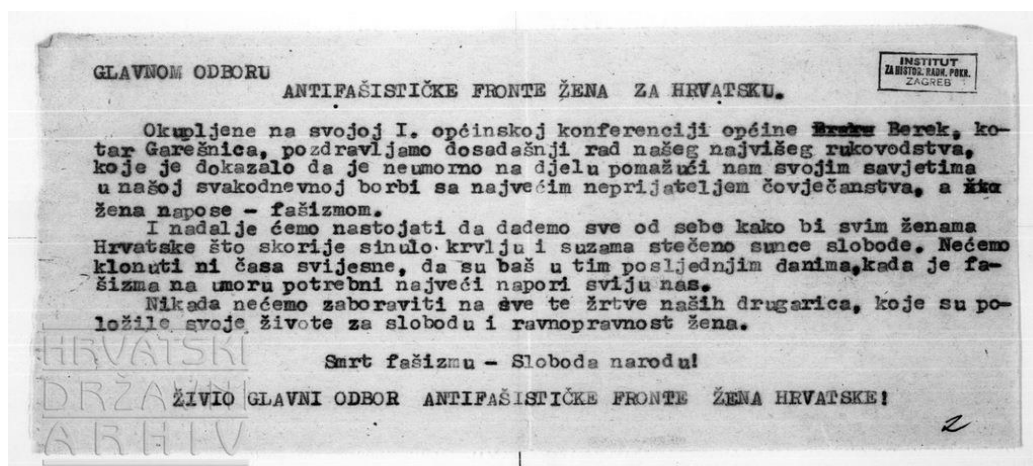 GLAVNOM ODBORU
INSTITUT
ZA HISTOR. RADN. POKR.
ZAGREB
ANTIFAŠISTIČKE FRONTE ŽENA ZA HRVATSKU.
Okupljene na svojoj I. općinskoj konferenciji općine Berek, ko-
tar Garešnica, pozdravljamo dosadašnji rad našeg najvišeg rukovodstva,
koje je dokazalo da je neumorno na djelu pomažući nam svojim savjetima
u našoj svakodnevnoj borbi sa najvećim neprijateljem čovječanstva, a
žena napose - fašizmom.
I nadalje ćemo nastojati da dademo sve od sebe kako bi svim ženama
Hrvatske što skorije sinulo krvlju i suzama stečeno sunce slobode. Nećemo
klonuti ni časa svijesne, da su baš u tim posljednjim danima,kada je fa-
šizma na umoru potrebni najveći napori sviju nas.
Nikada nećemo zaboraviti na sve te žrtve naših drugarica, koje su po-
ložile svoje živote za slobodu i ravnopravnost žena.
Smrt fašizmu - Sloboda narodu!
ŽIVIO GLAVNI ODBOR ANTIFAŠISTIČKE FRONTE ŽENA HRVATSKE!
2
HRVATSKI
DRŽAVNI
ARHIV